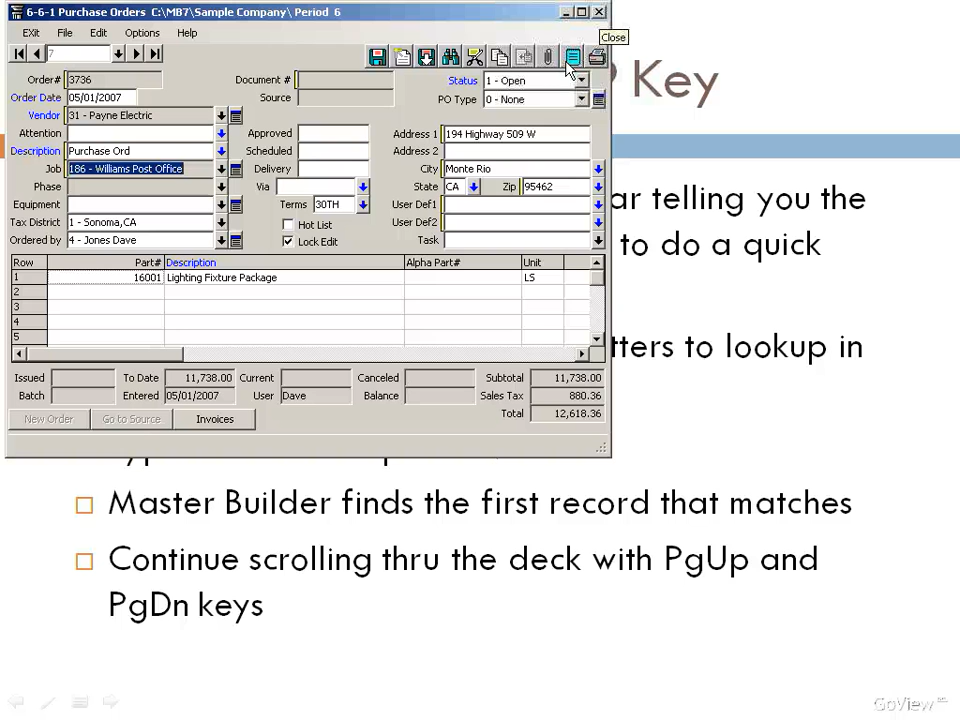 6-6-1 Purchase Orders C:\MB7\Sample Company\ Period 6
EXit File Edit Options Help
Close
Key
7
Order# 3736 Document # Status 1 - Open
Order Date 05/01/2007 Source PO Type 0 - None
Vendor 31 - Payne Electric
Attention Approved Address 1 194 Highway 509 W
Description Purchase Ord Scheduled Address 2
Job 186 - Williams Post Office Delivery City Monte Rio
Phase Via State CA Zip 95462
Equipment Terms 30TH User Def1
Tax District 1 - Sonoma,CA Hot List User Def2
Ordered by 4 - Jones Dave Lock Edit Task
ar telling you the
to do a quick
Row Part# Description Alpha Part# Unit
1 16001 Lighting Fixture Package LS
2
3
4
5
tters to lookup in
Issued To Date 11,738.00 Current Canceled Subtotal 11,738.00
Batch Entered 05/01/2007 User Dave Balance Sales Tax 880.36
Total 12,618.36
New Order Go to Source Invoices
Master Builder finds the first record that matches
Continue scrolling thru the deck with PgUp and
PgDn keys
GoView